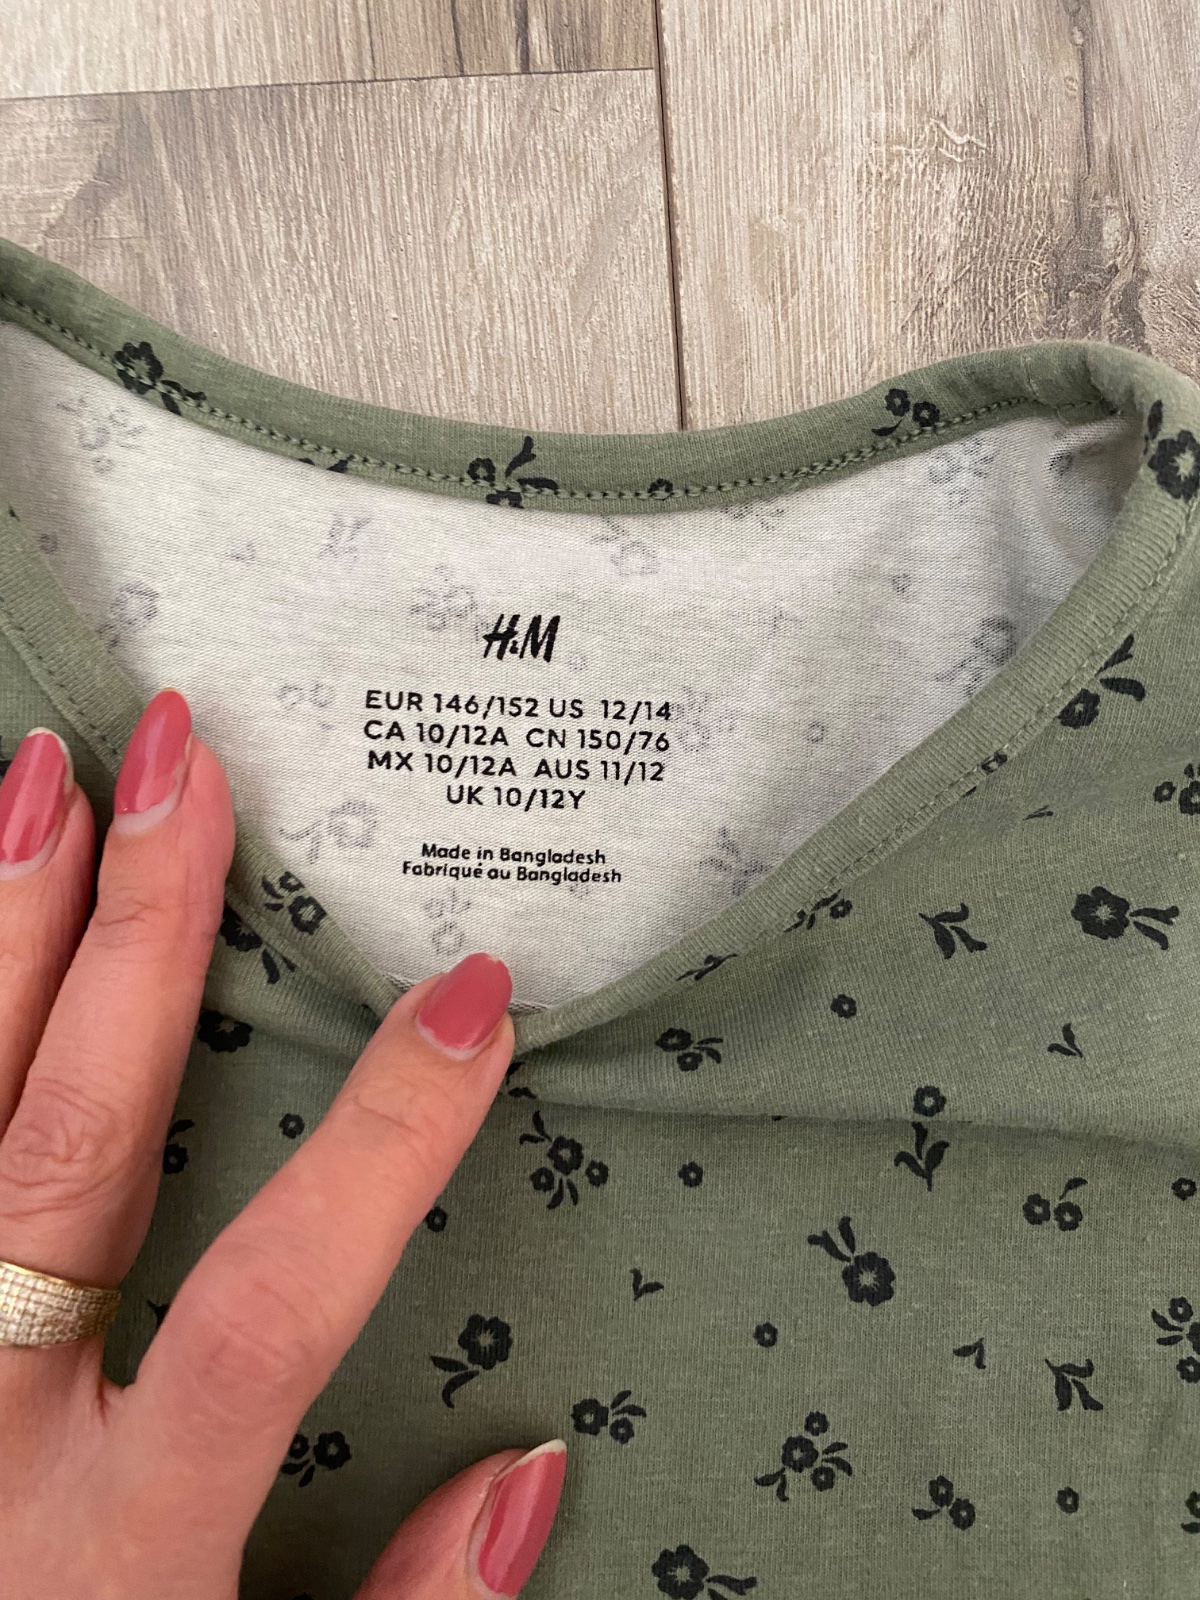 H&M
EUR 146/152 US 12/14
CA 10/12A CN 150/76
MX 10/12A AUS 11/12
UK 10/12Y
Made in Bangladesh
Fabriqué au Bangladesh